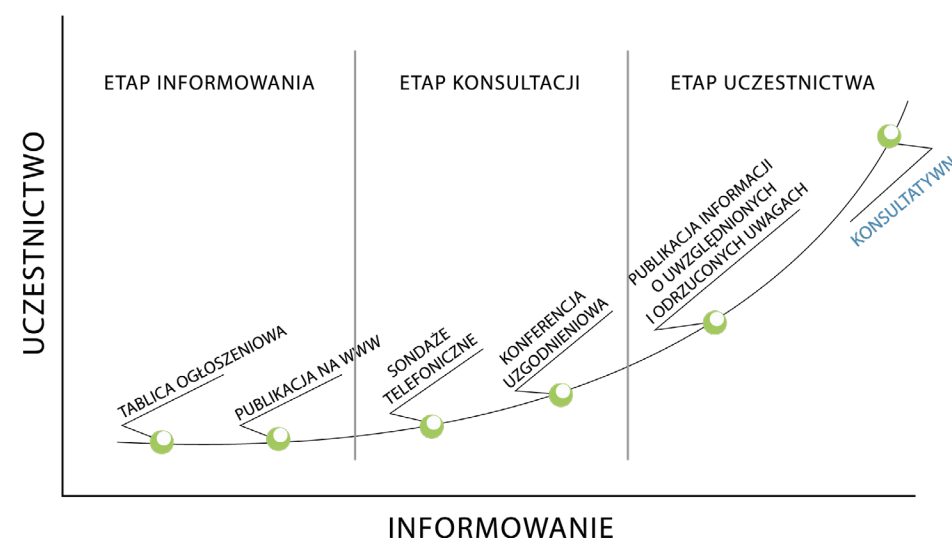 ETAP INFORMOWANIA
ETAP KONSULTACJI
ETAP UCZESTNICTWA
UCZESTNICTWO
TABLICA OGŁOSZENIOWA
PUBLIKACJA NA WWW
SONDAŻE
TELEFONICZNE
KONFERENCJA
UZGODNIENIOWA
PUBLIKACJA INFORMACJI
O UWZGLĘDNIONYCH
I ODRZUCONYCH UWAGACH
INFORMOWANIE